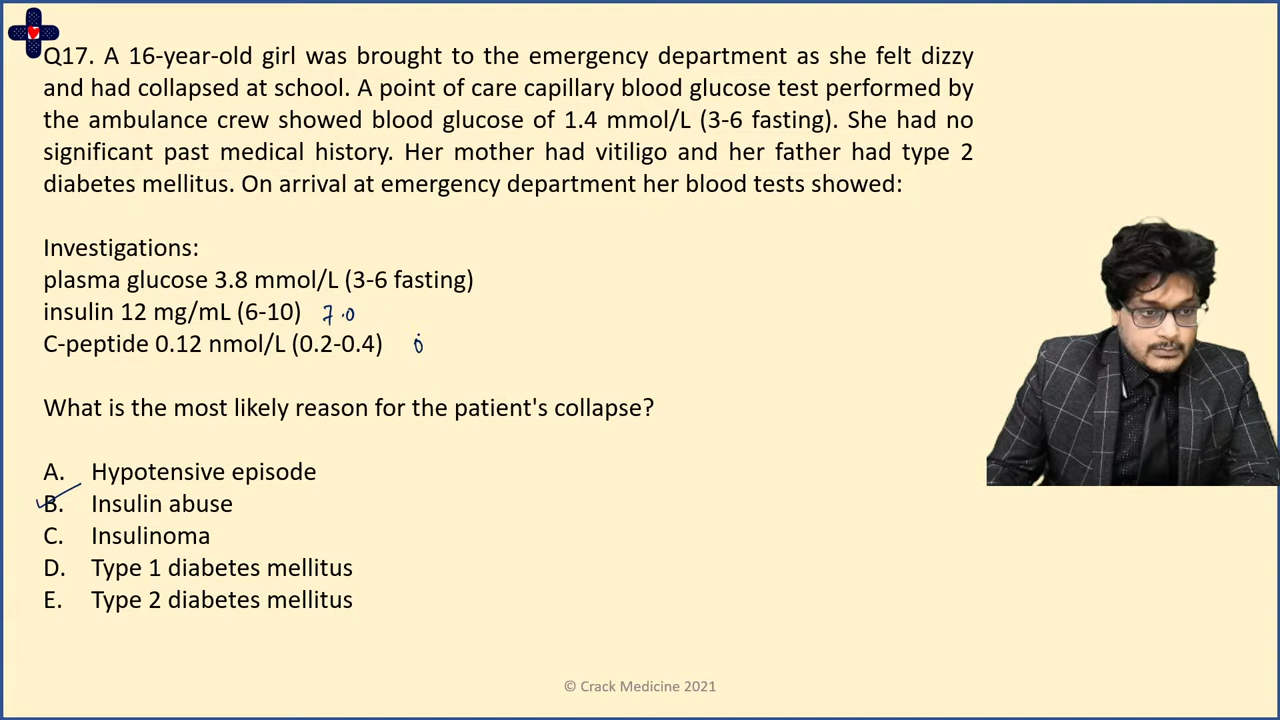 Q17. A 16-year-old girl was brought to the emergency department as she felt dizzy
and had collapsed at school. A point of care capillary blood glucose test performed by
the ambulance crew showed blood glucose of 1.4 mmol/L (3-6 fasting). She had no
significant past medical history. Her mother had vitiligo and her father had type 2
diabetes mellitus. On arrival at emergency department her blood tests showed:
Investigations:
plasma glucose 3.8 mmol/L (3-6 fasting)
insulin 12 mg/mL (6-10)
C-peptide 0.12 nmol/L (0.2-0.4)
What is the most likely reason for the patient's collapse?
A. Hypotensive episode
B. Insulin abuse
C. Insulinoma
D. Type 1 diabetes mellitus
E. Type 2 diabetes mellitus
© Crack Medicine 2021